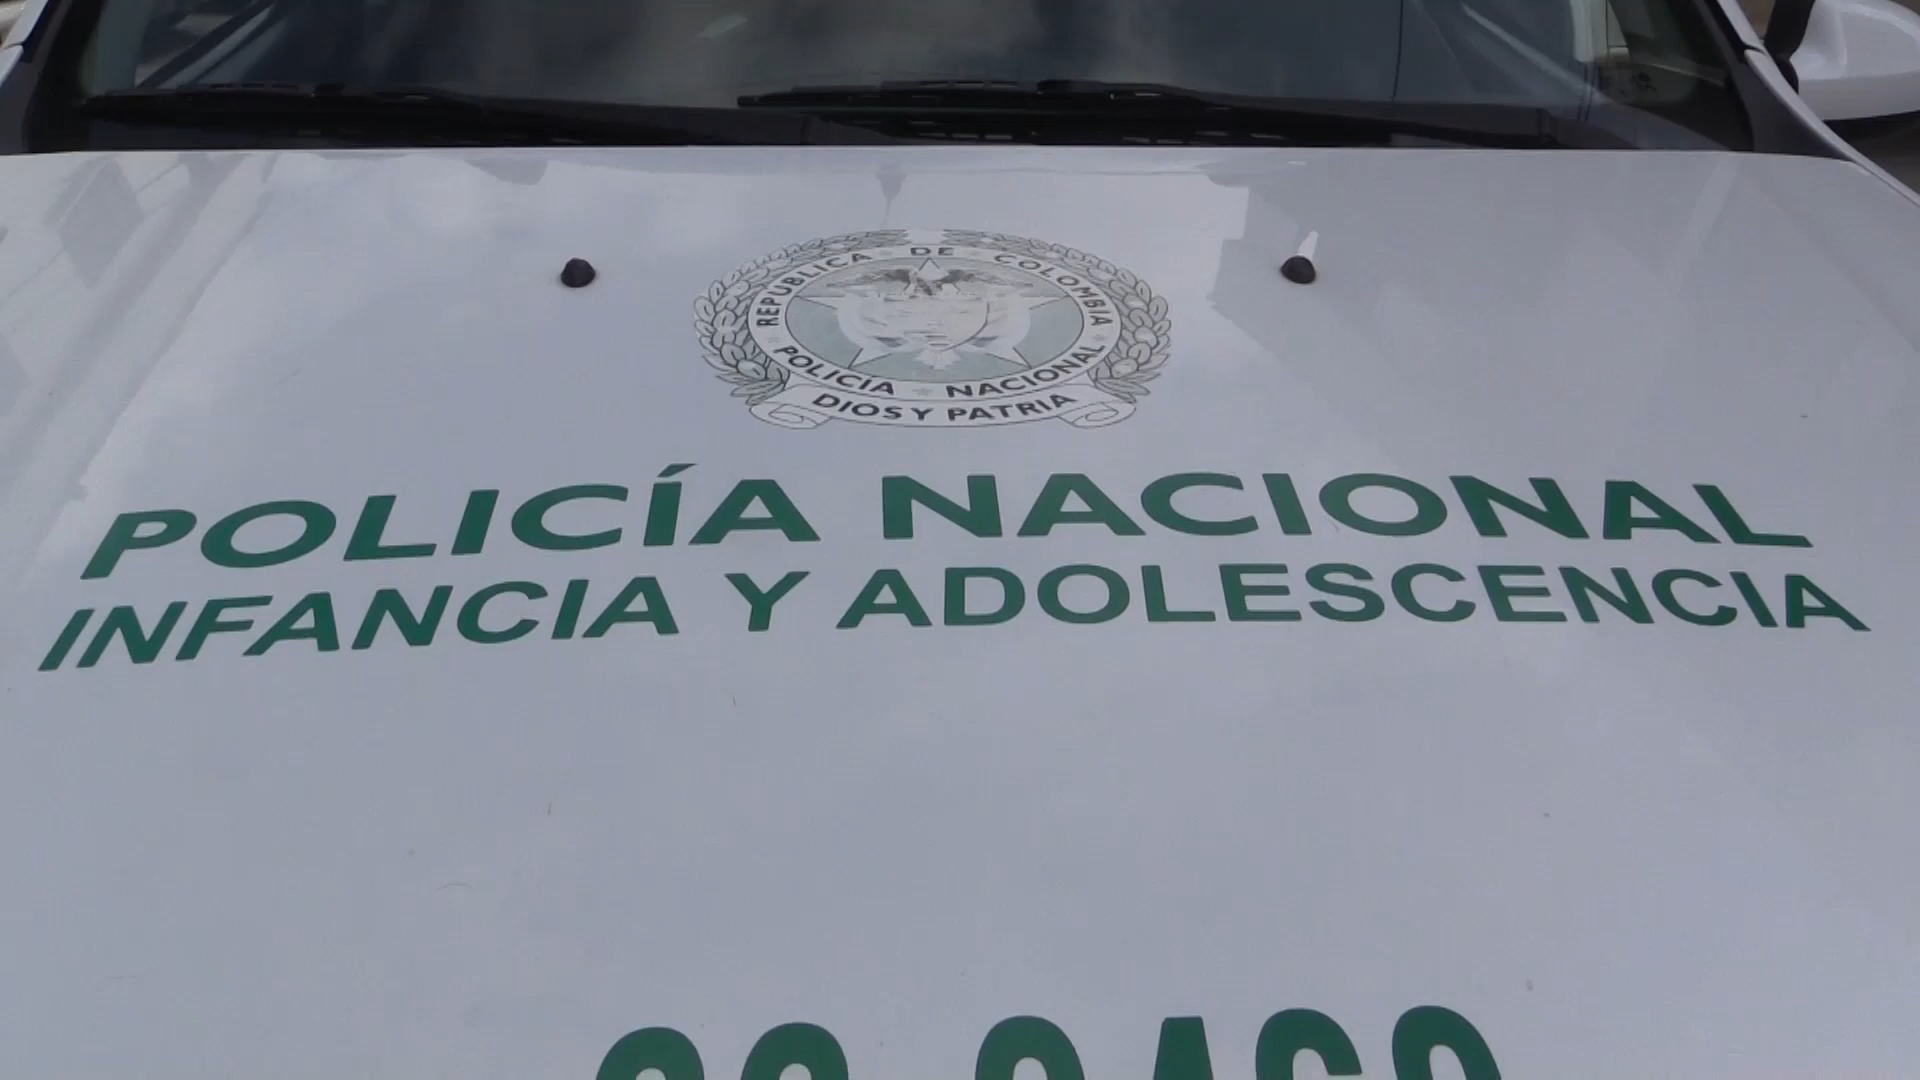 REPUBLICA DE COLOMBIA
POLICIA NACIONAL
DIOS Y PATRIA
POLICÍA NACIONAL
INFANCIA Y ADOLESCENCIA